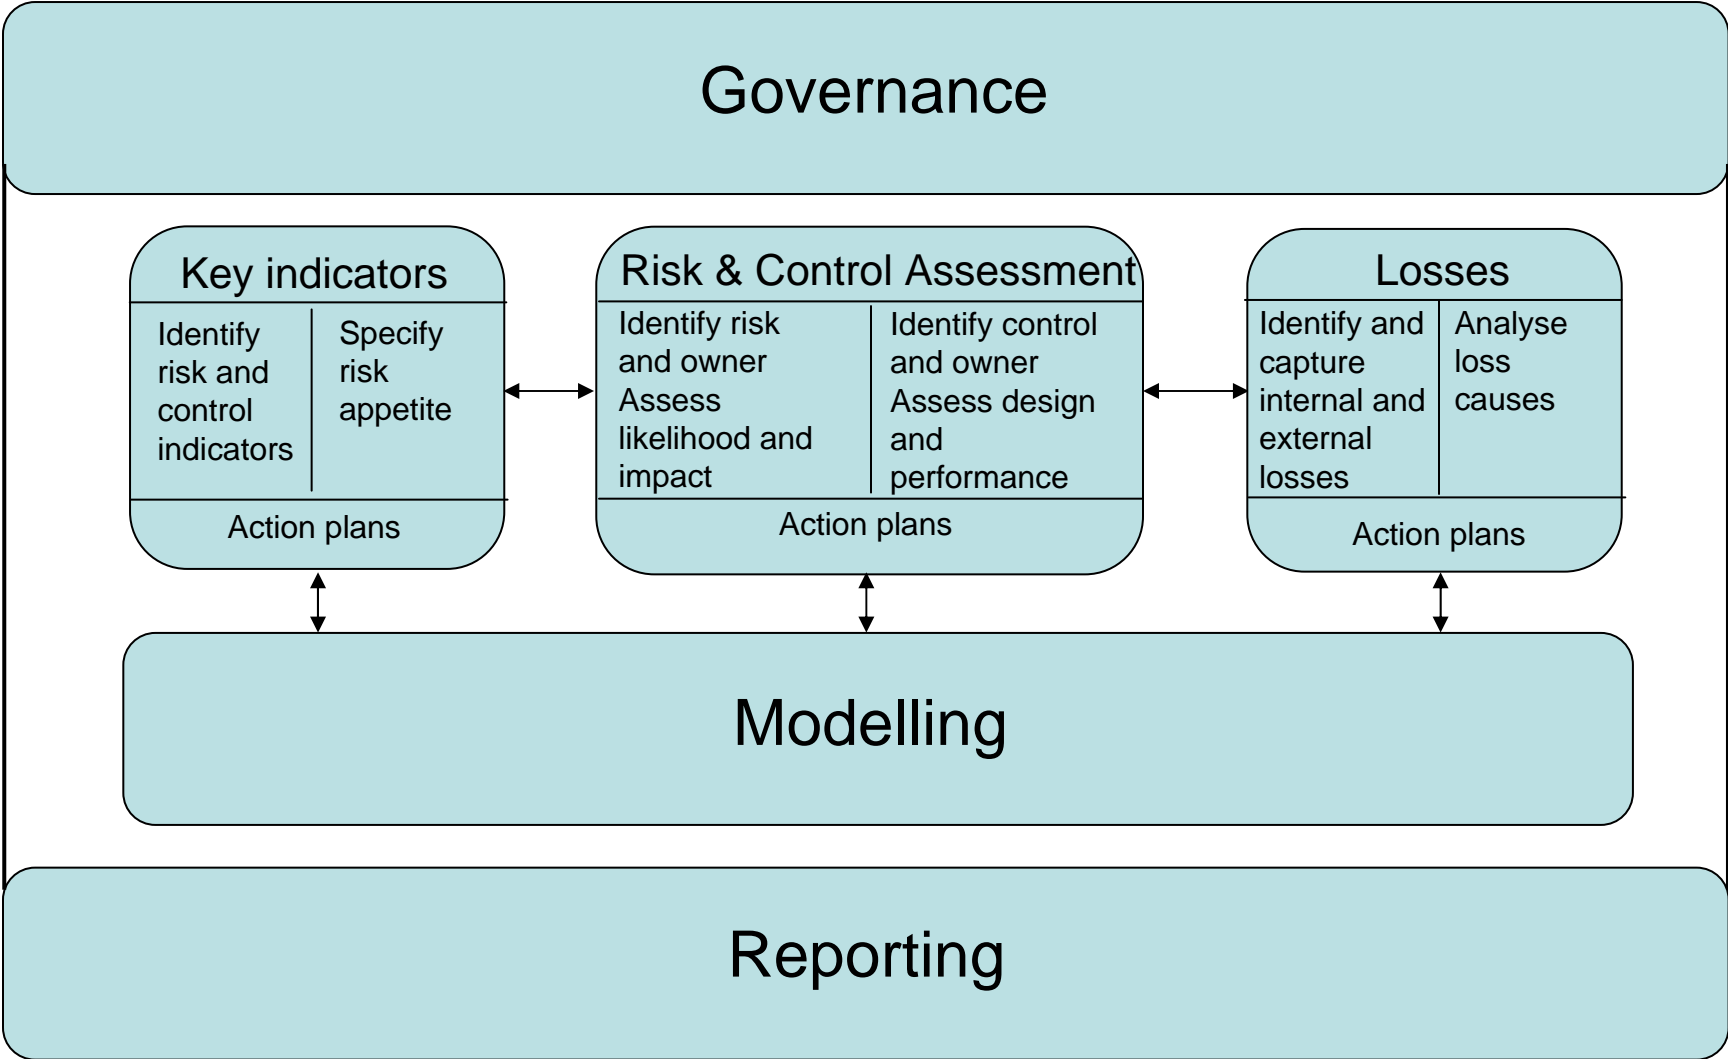 Governance
Key indicators
Identify
risk and
control
indicators
Specify
risk
appetite
Action plans
Risk & Control Assessment
Identify risk
and owner
Assess
likelihood and
impact
Identify control
and owner
Assess design
and
performance
Action plans
Losses
Identify and
capture
internal and
external
losses
Analyse
loss
causes
Action plans
Modelling
Reporting